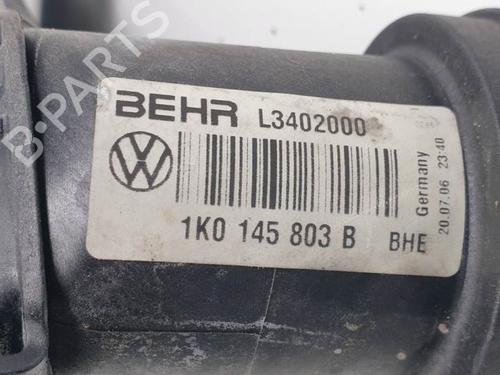 B-PARTS
BEHR L3402000
1K0 145 803 B BHE
Germany
20.07.06 23:40